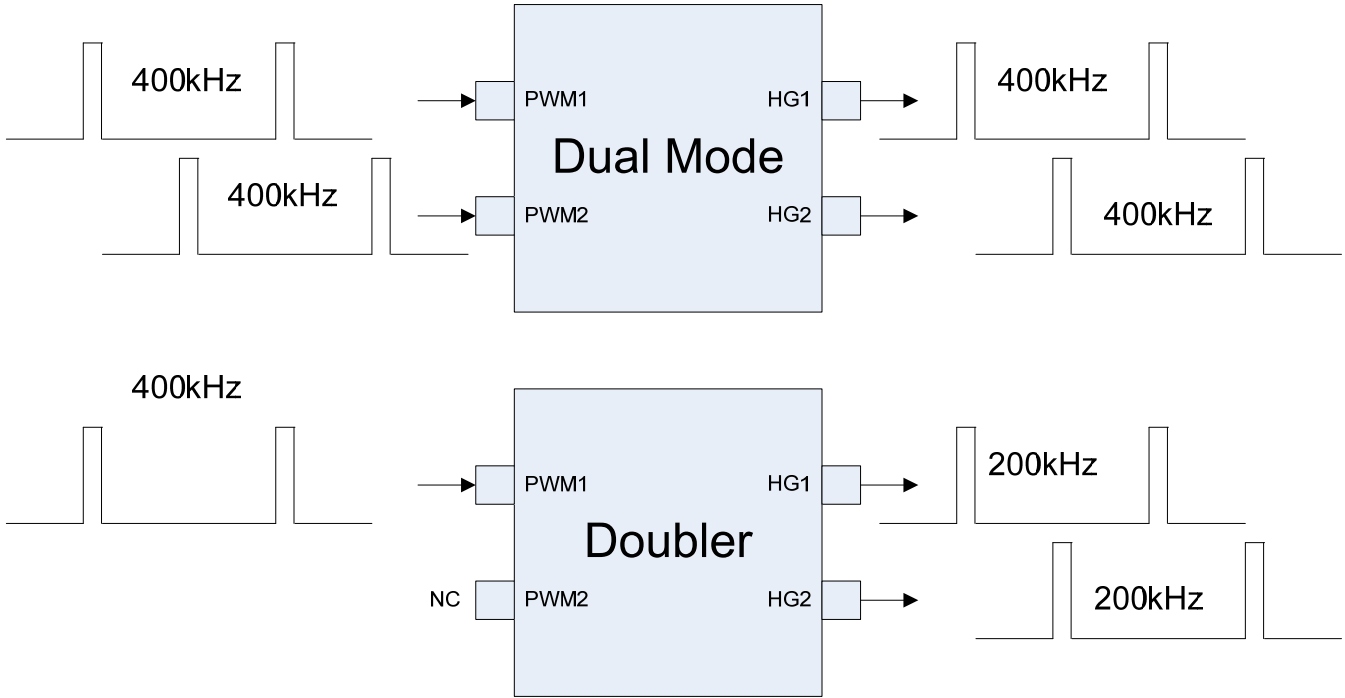 400kHz
400kHz
PWM1
HG1
Dual Mode
PWM2
HG2
400kHz
400kHz
400kHz
PWM1
HG1
Doubler
NC
PWM2
HG2
200kHz
200kHz